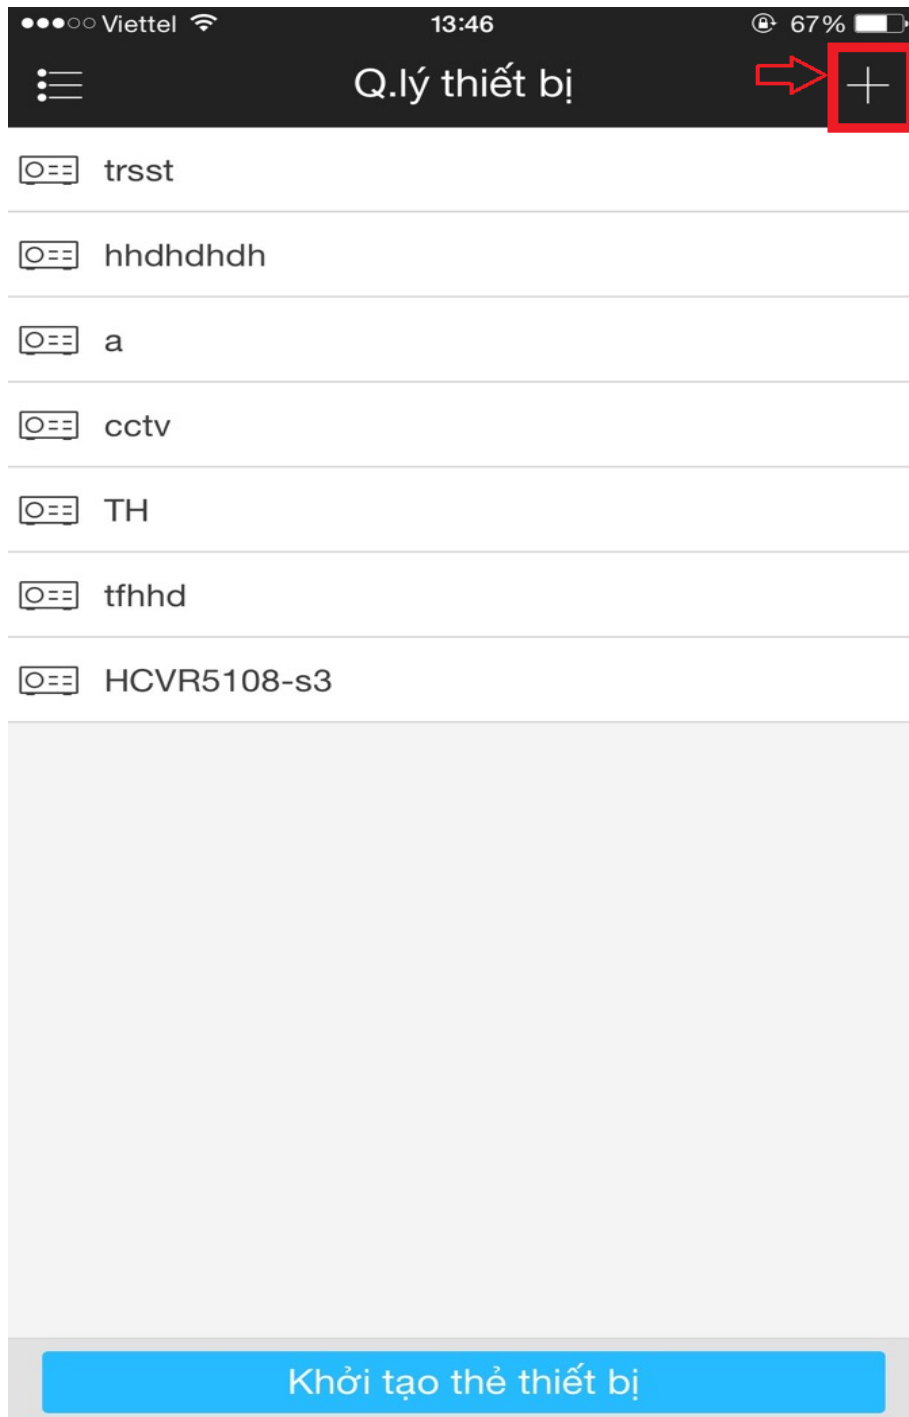 Viettel 13:46 67%
Q.lý thiết bị
trsst
hhdhdhdh
a
cctv
TH
tfhhd
HCVR5108-s3
Khởi tạo thẻ thiết bị